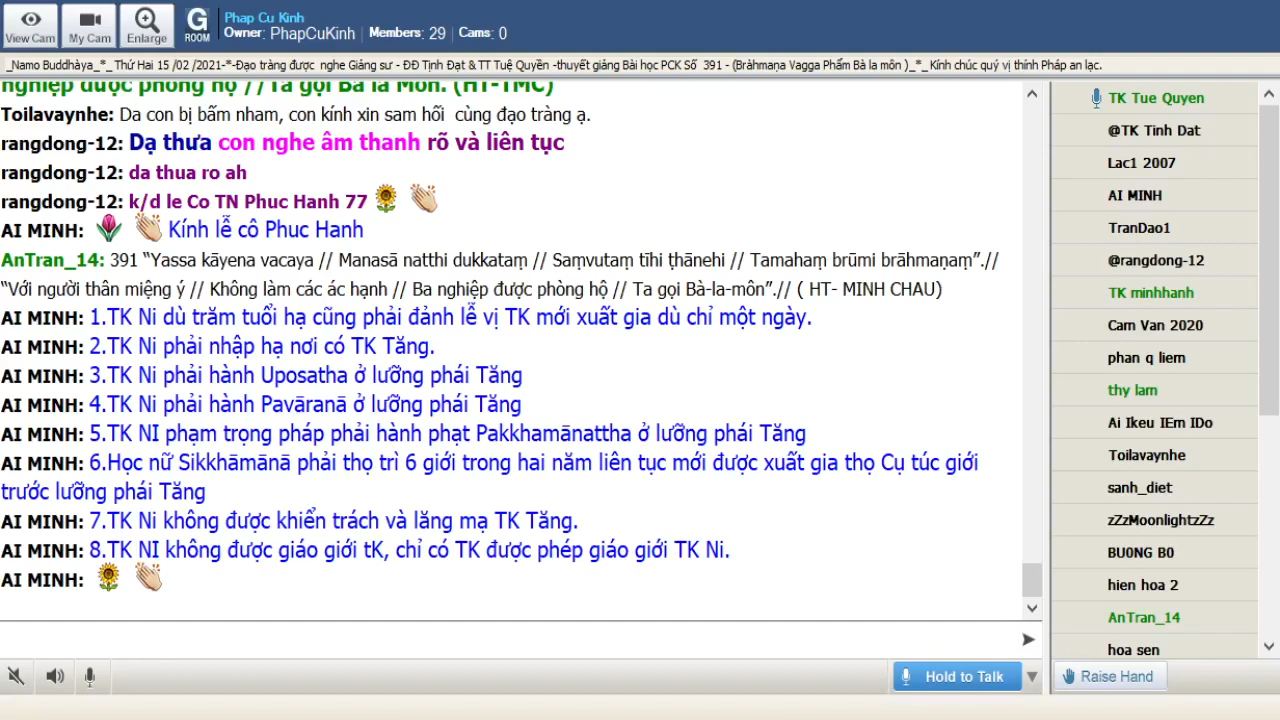 View Cam
My Cam
Enlarge
G
ROOM
Phap Cu Kinh
Owner: PhapCuKinh | Members: 29 | Cams: 0
_Namo Buddhàya_*_ Thứ Hai 15 /02 /2021-*-Đạo tràng được nghe Giảng sư - ĐĐ Tịnh Đạt & TT Tuệ Quyền -thuyết giảng Bài học PCK Số 391 - (Bràhmaṇa Vagga Phẩm Bà la môn )_*_Kính chúc quý vị thính Pháp an lạc.
nghiệp được phòng hộ // Ta gọi Bà la Môn. (HT-TMC)
Toilavaynhe: Da con bị bấm nham, con kính xin sam hối cùng đạo tràng ạ.
rangdong-12: Dạ thưa con nghe âm thanh rõ và liên tục
rangdong-12: da thua ro ah
rangdong-12: k/d le Co TN Phuc Hanh 77
AI MINH: Kính lễ cô Phuc Hanh
AnTran_14: 391 “Yassa kāyena vacaya // Manasā natthi dukkataṃ // Saṃvutaṃ tīhi ṭhānehi // Tamahaṃ brūmi brāhmaṇaṃ”.//
“Với người thân miệng ý // Không làm các ác hạnh // Ba nghiệp được phòng hộ // Ta gọi Bà-la-môn”.// ( HT- MINH CHAU)
AI MINH: 1.TK Ni dù trăm tuổi hạ cũng phải đảnh lễ vị TK mới xuất gia dù chỉ một ngày.
AI MINH: 2.TK Ni phải nhập hạ nơi có TK Tăng.
AI MINH: 3.TK Ni phải hành Uposatha ở lưỡng phái Tăng
AI MINH: 4.TK Ni phải hành Pavāranā ở lưỡng phái Tăng
AI MINH: 5.TK NI phạm trọng pháp phải hành phạt Pakkhamānattha ở lưỡng phái Tăng
AI MINH: 6.Học nữ Sikkhāmānā phải thọ trì 6 giới trong hai năm liên tục mới được xuất gia thọ Cụ túc giới
trước lưỡng phái Tăng
AI MINH: 7.TK Ni không được khiển trách và lăng mạ TK Tăng.
AI MINH: 8.TK NI không được giáo giới tK, chỉ có TK được phép giáo giới TK Ni.
AI MINH:
Hold to Talk
TK Tue Quyen
@TK Tinh Dat
Lac1 2007
AI MINH
TranDao1
@rangdong-12
TK minhhanh
Cam Van 2020
phan q liem
thy lam
Ai Ikeu IEm IDo
Toilavaynhe
sanh_diet
zZzMoonlightzZz
BU0NG B0
hien hoa 2
AnTran_14
hoa sen
Raise Hand